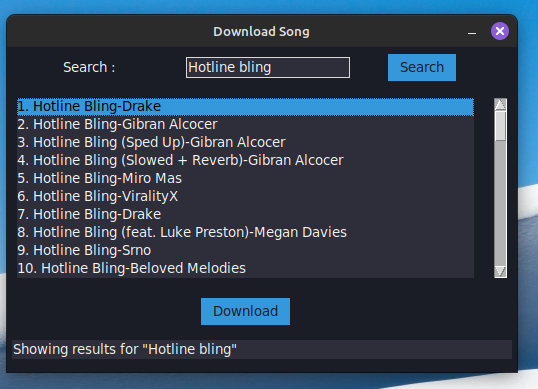 Download Song
Search : Hotline bling Search
1. Hotline Bling-Drake
2. Hotline Bling-Gibran Alcocer
3. Hotline Bling (Sped Up)-Gibran Alcocer
4. Hotline Bling (Slowed + Reverb)-Gibran Alcocer
5. Hotline Bling-Miro Mas
6. Hotline Bling-ViralityX
7. Hotline Bling-Drake
8. Hotline Bling (feat. Luke Preston)-Megan Davies
9. Hotline Bling-Srno
10. Hotline Bling-Beloved Melodies
Download
Showing results for "Hotline bling"